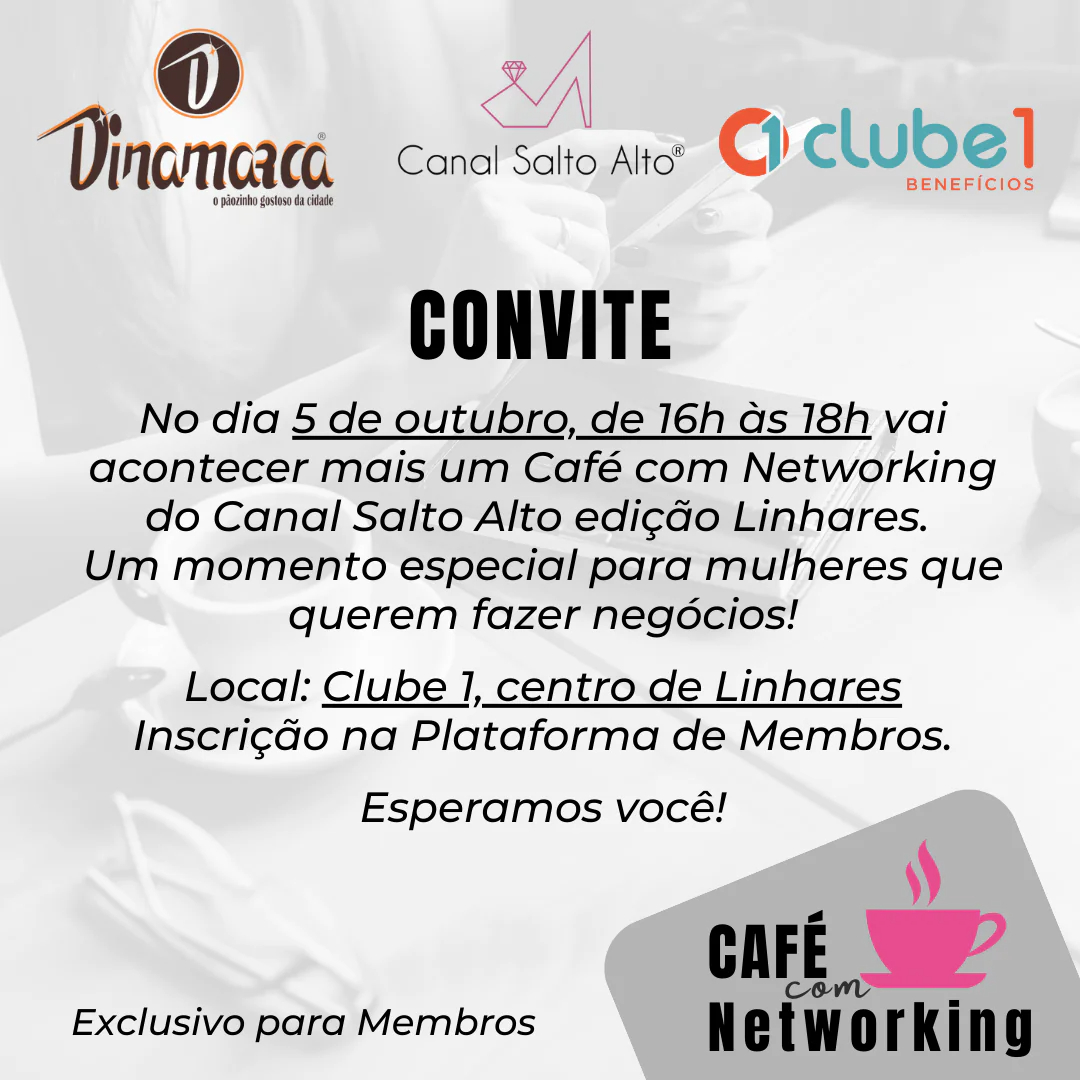 D
Dinamarca®
o pãozinho gostoso da cidade
Canal Salto Alto®
clube1
BENEFÍCIOS
CONVITE
No dia 5 de outubro, de 16h às 18h vai
acontecer mais um Café com Networking
do Canal Salto Alto edição Linhares.
Um momento especial para mulheres que
querem fazer negócios!
Local: Clube 1, centro de Linhares
Inscrição na Plataforma de Membros.
Esperamos você!
CAFÉ
com
Networking
Exclusivo para Membros